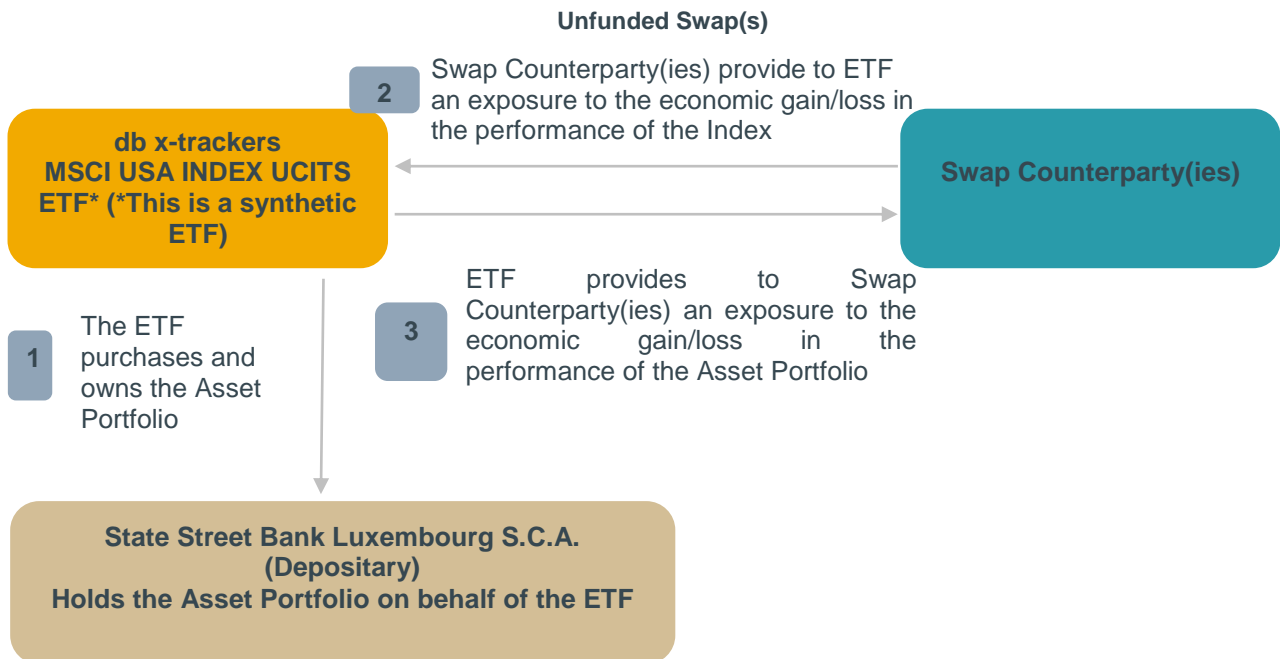 Unfunded Swap(s)
2
Swap Counterparty(ies) provide to ETF
an exposure to the economic gain/loss in
the performance of the Index
db x-trackers
MSCI USA INDEX UCITS
ETF* (*This is a synthetic
ETF)
Swap Counterparty(ies)
1
The ETF
purchases and
owns the Asset
Portfolio
3
ETF provides to Swap
Counterparty(ies) an exposure to the
economic gain/loss in the
performance of the Asset Portfolio
State Street Bank Luxembourg S.C.A.
(Depositary)
Holds the Asset Portfolio on behalf of the ETF